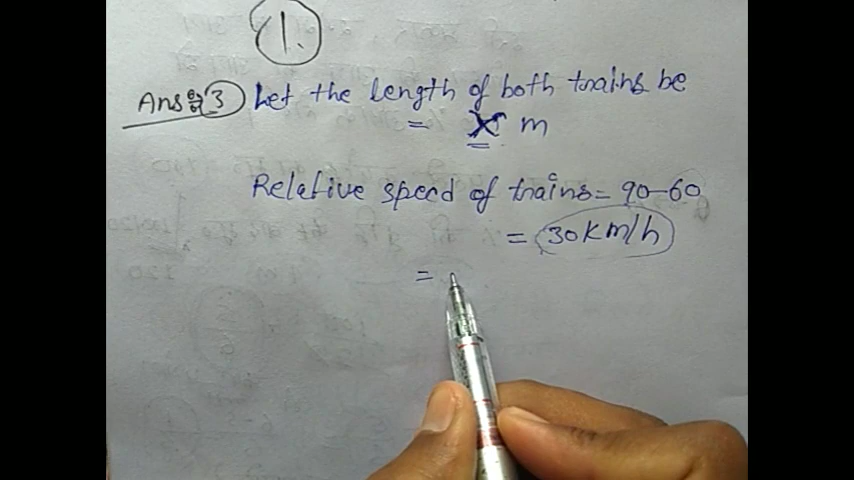 1.
Ans 3 Let the length of both trains be
= X m
Relative speed of trains = 90-60
= 30 Km/h
=